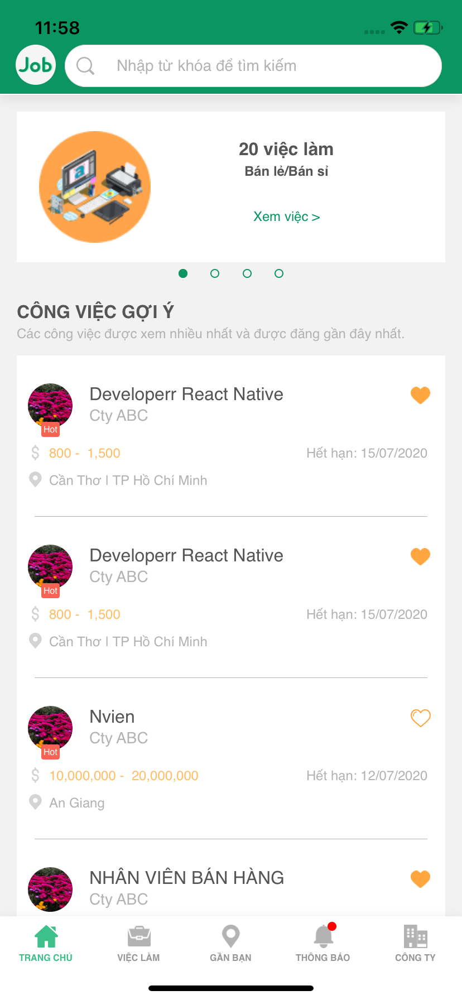 11:58
Job
Nhập từ khóa để tìm kiếm
20 việc làm
Bán lẻ/Bán sỉ
Xem việc >
CÔNG VIỆC GỢI Ý
Các công việc được xem nhiều nhất và được đăng gần đây nhất.
Developerr React Native
Cty ABC
Hot
$ 800 - 1,500
Hết hạn: 15/07/2020
Cần Thơ | TP Hồ Chí Minh
Developerr React Native
Cty ABC
Hot
$ 800 - 1,500
Hết hạn: 15/07/2020
Cần Thơ | TP Hồ Chí Minh
Nvien
Cty ABC
Hot
$ 10,000,000 - 20,000,000
Hết hạn: 12/07/2020
An Giang
NHÂN VIÊN BÁN HÀNG
Cty ABC
TRANG CHỦ
VIỆC LÀM
GẦN BẠN
THÔNG BÁO
CÔNG TY